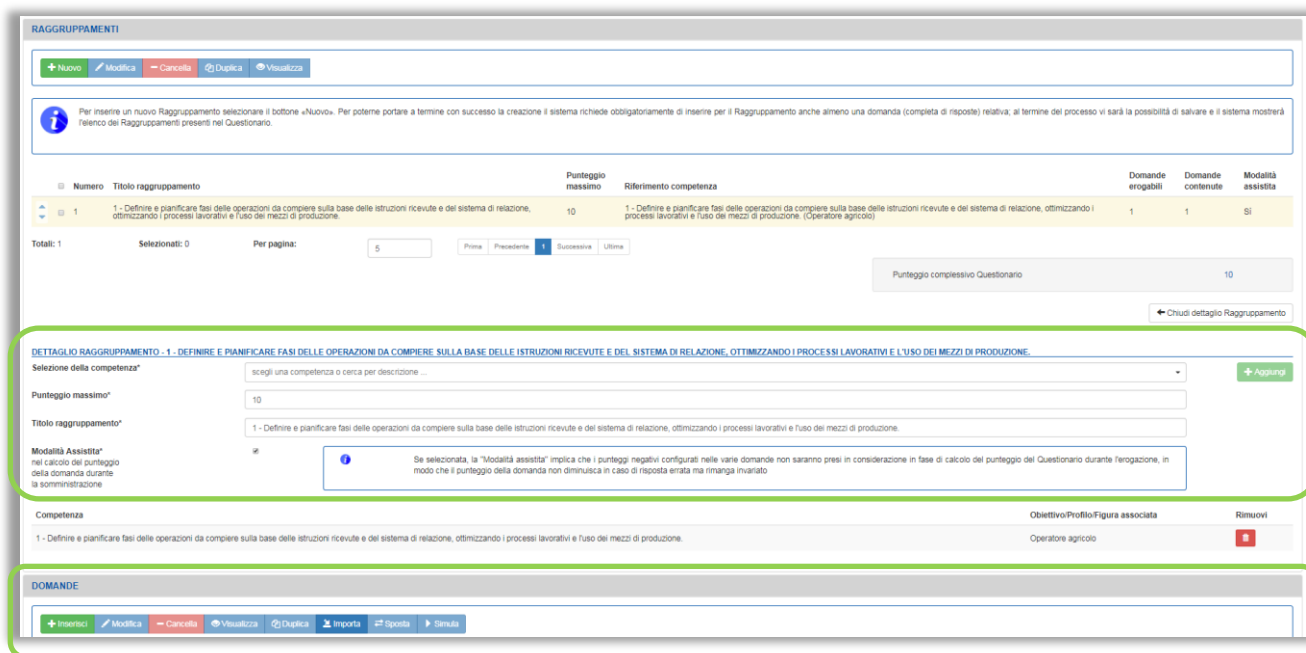 RAGGRUPPAMENTI
Nuovo Modifica Cancella Duplica Visualizza
Per inserire un nuovo Raggruppamento selezionare il bottone «Nuovo». Per poterne portare a termine con successo la creazione il sistema richiede obbligatoriamente di inserire per il Raggruppamento anche almeno una domanda (completa di risposte) relativa; al termine del processo vi sarà la possibilità di salvare e il sistema mostrerà
l'elenco dei Raggruppamenti presenti nel Questionario.
Numero Titolo raggruppamento Punteggio massimo Riferimento competenza Domande erogabili Domande contenute Modalità assistita
1 1 - Definire e pianificare fasi delle operazioni da compiere sulla base delle istruzioni ricevute e del sistema di relazione, ottimizzando i processi lavorativi e l'uso dei mezzi di produzione. 10 1 - Definire e pianificare fasi delle operazioni da compiere sulla base delle istruzioni ricevute e del sistema di relazione, ottimizzando i processi lavorativi e l'uso dei mezzi di produzione. (Operatore agricolo) 1 1 Sì
Totali: 1 Selezionati: 0 Per pagina: 5 Prima Precedente 1 Successiva Ultima
Punteggio complessivo Questionario 10
Chiudi dettaglio Raggruppamento
DETTAGLIO RAGGRUPPAMENTO - 1 - DEFINIRE E PIANIFICARE FASI DELLE OPERAZIONI DA COMPIERE SULLA BASE DELLE ISTRUZIONI RICEVUTE E DEL SISTEMA DI RELAZIONE, OTTIMIZZANDO I PROCESSI LAVORATIVI E L'USO DEI MEZZI DI PRODUZIONE.
Selezione della competenza* scegli una competenza o cerca per descrizione ... Aggiungi
Punteggio massimo* 10
Titolo raggruppamento* 1 - Definire e pianificare fasi delle operazioni da compiere sulla base delle istruzioni ricevute e del sistema di relazione, ottimizzando i processi lavorativi e l'uso dei mezzi di produzione.
Modalità Assistita*
nel calcolo del punteggio
della domanda durante
la somministrazione
Se selezionata, la "Modalità assistita" implica che i punteggi negativi configurati nelle varie domande non saranno presi in considerazione in fase di calcolo del punteggio del Questionario durante l'erogazione, in
modo che il punteggio della domanda non diminuisca in caso di risposta errata ma rimanga invariato
Competenza Obiettivo/Profilo/Figura associata Rimuovi
1 - Definire e pianificare fasi delle operazioni da compiere sulla base delle istruzioni ricevute e del sistema di relazione, ottimizzando i processi lavorativi e l'uso dei mezzi di produzione. Operatore agricolo
DOMANDE
Inserisci Modifica Cancella Visualizza Duplica Importa Sposta Simula